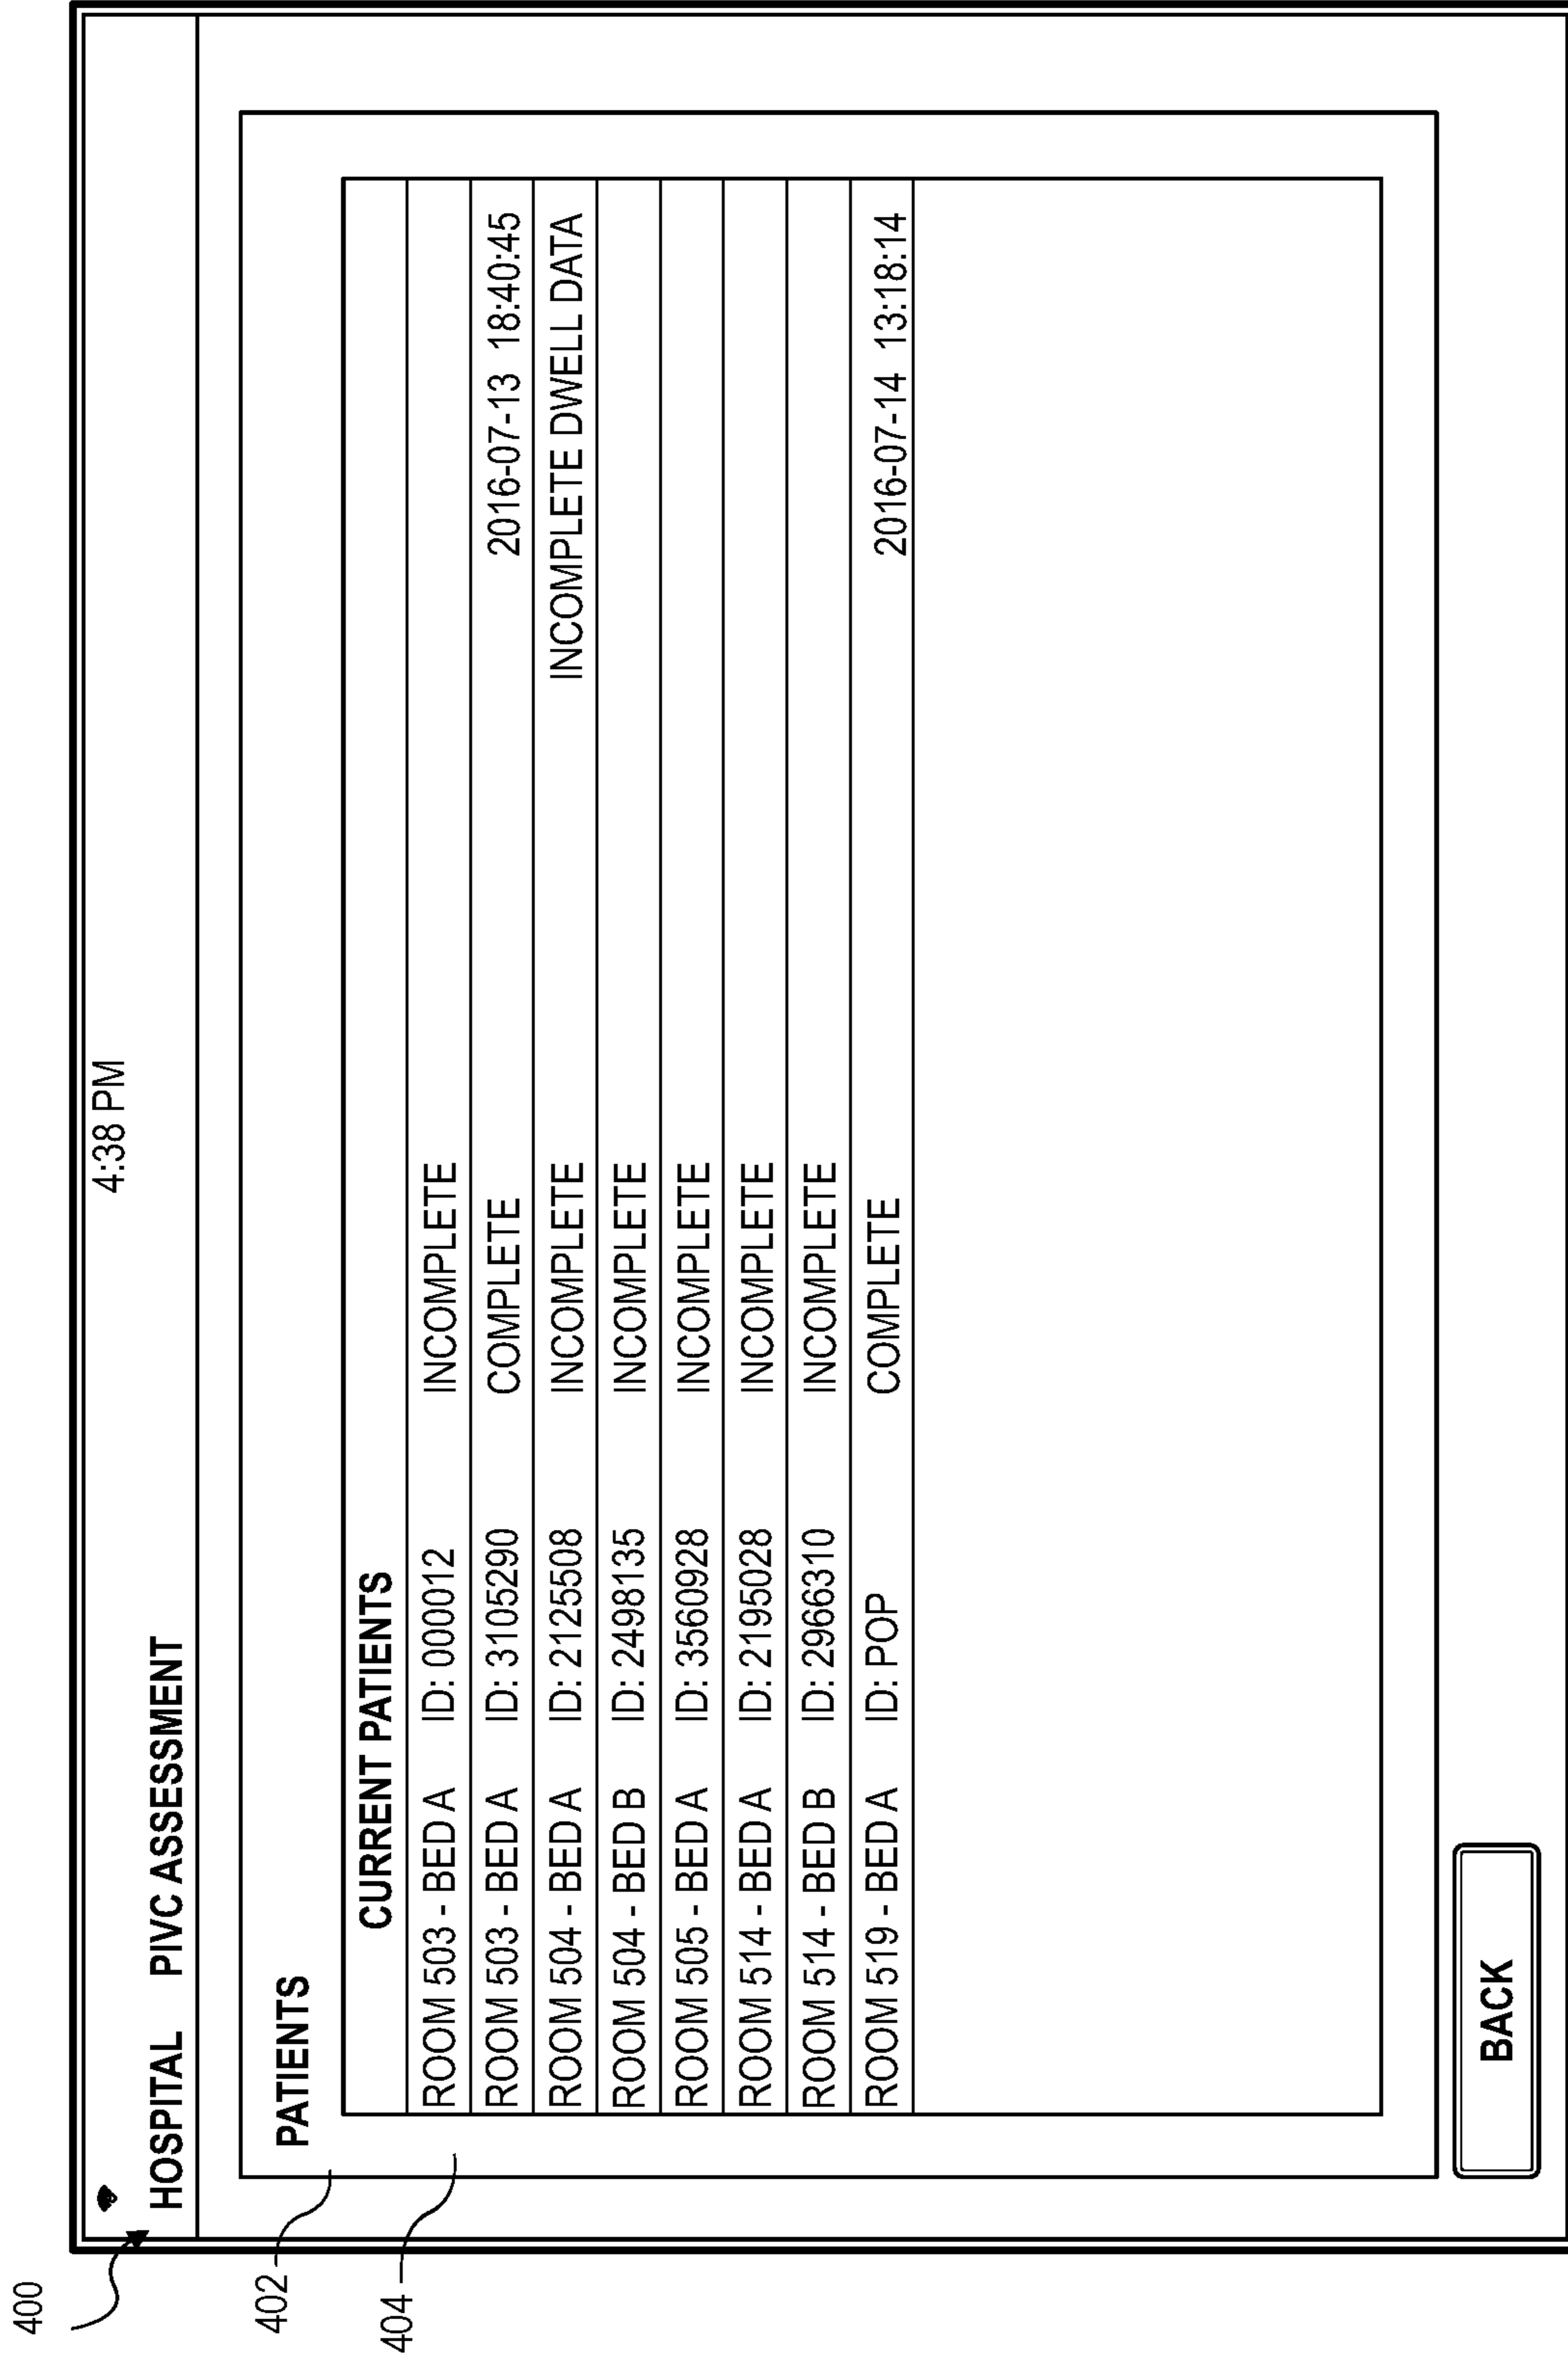 400
4:38 PM
HOSPITAL PIVC ASSESSMENT
402
PATIENTS
404
CURRENT PATIENTS
ROOM 503 - BED A ID: 000012 INCOMPLETE
ROOM 503 - BED A ID: 3105290 COMPLETE 2016-07-13 18:40:45
ROOM 504 - BED A ID: 2125508 INCOMPLETE INCOMPLETE DWELL DATA
ROOM 504 - BED B ID: 2498135 INCOMPLETE
ROOM 505 - BED A ID: 3560928 INCOMPLETE
ROOM 514 - BED A ID: 2195028 INCOMPLETE
ROOM 514 - BED B ID: 2966310 INCOMPLETE
ROOM 519 - BED A ID: POP COMPLETE 2016-07-14 13:18:14
BACK